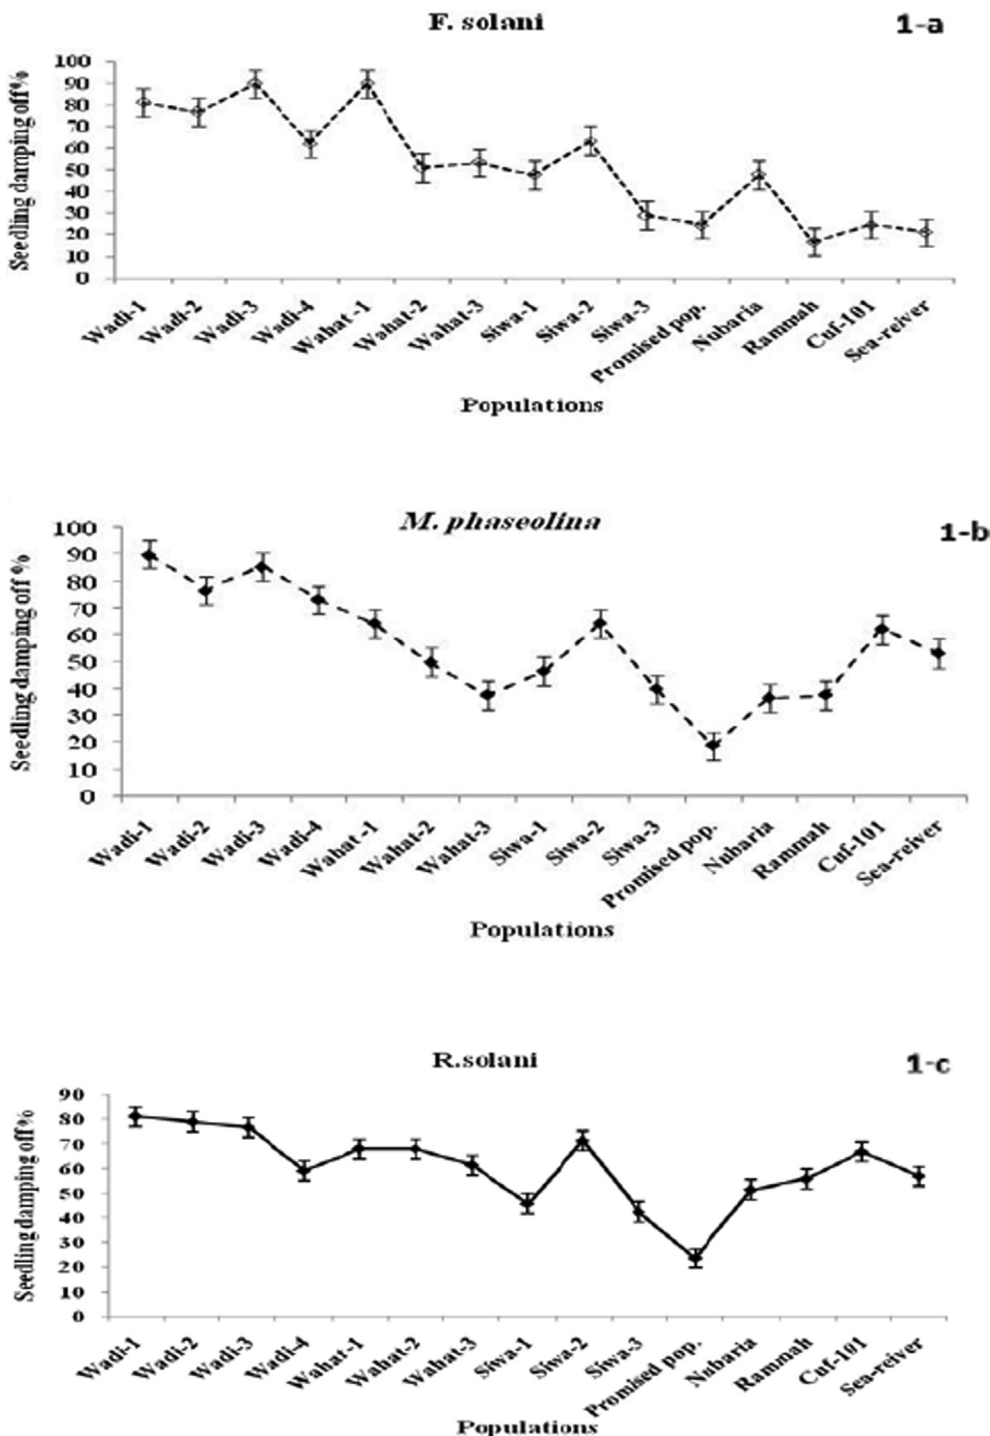 F. solani
1-a
Seedling damping off%
100
90
80
70
60
50
40
30
20
10
0
Wadi-1
Wadi-2
Wadi-3
Wadi-4
Wahat -1
Wahat-2
Wahat-3
Siwa-1
Siwa-2
Siwa-3
Promised pop.
Nubaria
Rammah
Cuf-101
Sea-reiver
Populations
M. phaseolina
1-b
Seedling damping off %
100
90
80
70
60
50
40
30
20
10
0
Wadi-1
Wadi-2
Wadi-3
Wadi-4
Wahat -1
Wahat-2
Wahat-3
Siwa-1
Siwa-2
Siwa-3
Promised pop.
Nubaria
Rammah
Cuf-101
Sea-reiver
Populations
R.solani
1-c
Seedling damping off%
90
80
70
60
50
40
30
20
10
0
Wadi-1
Wadi-2
Wadi-3
Wadi-4
Wahat-1
Wahat-2
Wahat-3
Siwa-1
Siwa-2
Siwa-3
Promised pop.
Nubaria
Rammah
Cuf-101
Sea-reiver
Populations